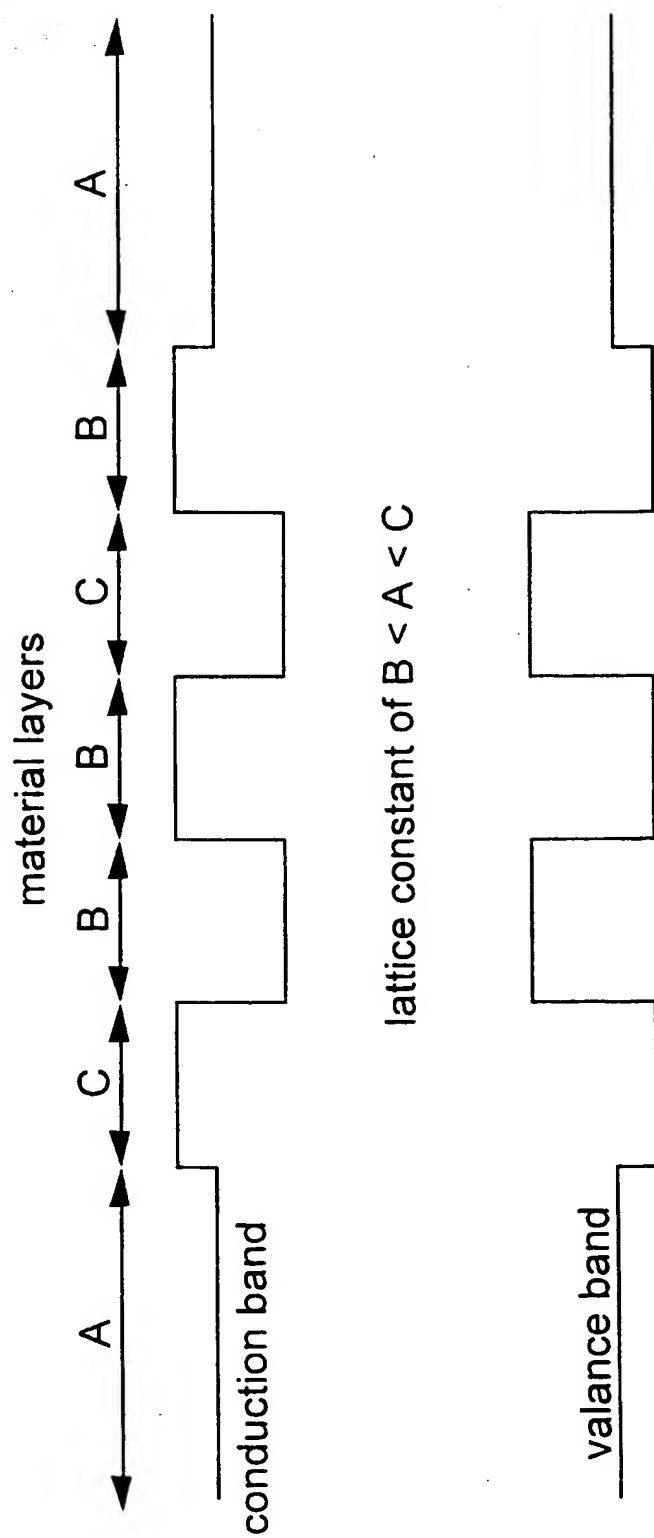 material layers
A C B B C B A
conduction band
lattice constant of B < A < C
valance band